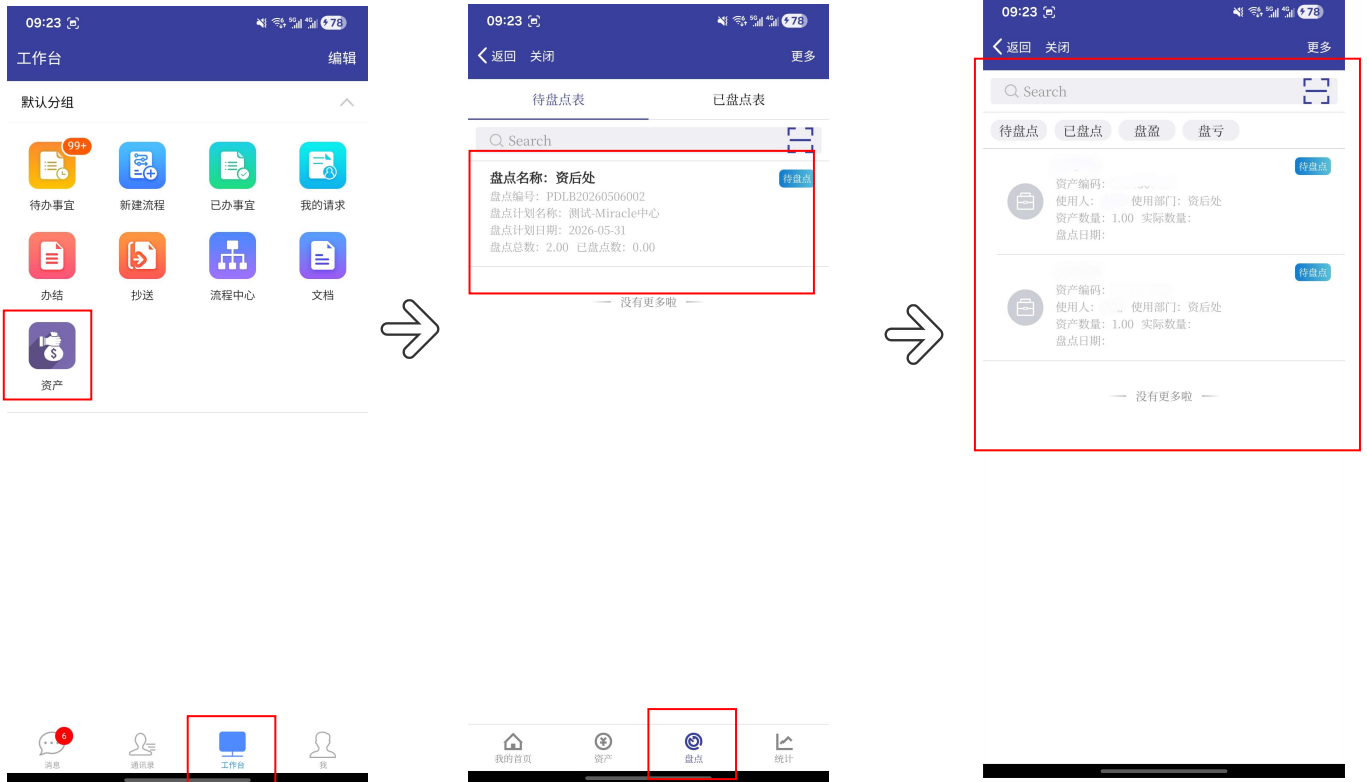 09:23
5G 4G 78
工作台
编辑
默认分组
99+
待办事宜
新建流程
已办事宜
我的请求
办结
抄送
流程中心
文档
$
资产
6
消息
通讯录
工作台
我
09:23
5G 4G 78
返回 关闭
更多
待盘点表
已盘点表
Search
盘点名称：资后处
待盘点
盘点编号：PDLB20260506002
盘点计划名称：测试-Miracle中心
盘点计划日期：2026-05-31
盘点总数：2.00 已盘点数：0.00
没有更多啦
我的首页
资产
盘点
统计
09:23
5G 4G 78
返回 关闭
更多
Search
待盘点
已盘点
盘盈
盘亏
待盘点
资产编码：
使用人： 使用部门：资后处
资产数量：1.00 实际数量：
盘点日期：
待盘点
资产编码：
使用人： 使用部门：资后处
资产数量：1.00 实际数量：
盘点日期：
没有更多啦